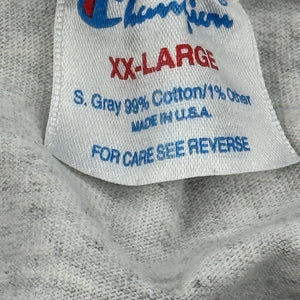 Champion
XX-LARGE
S. Gray 99% Cotton/1% Other
MADE IN U.S.A.
FOR CARE SEE REVERSE